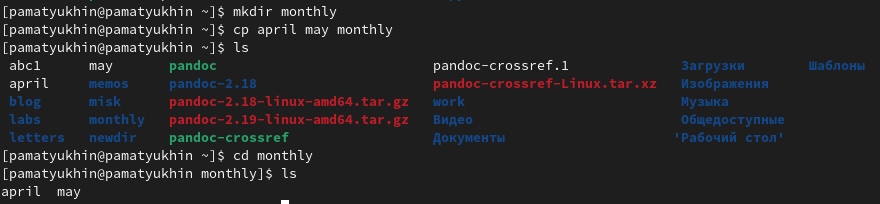 [pamatyukhin@pamatyukhin ~]$ mkdir monthly
[pamatyukhin@pamatyukhin ~]$ cp april may monthly
[pamatyukhin@pamatyukhin ~]$ ls
abc1 may pandoc pandoc-crossref.1 Загрузки Шаблоны
april memos pandoc-2.18 pandoc-crossref-Linux.tar.xz Изображения
blog misk pandoc-2.18-linux-amd64.tar.gz work Музыка
labs monthly pandoc-2.19-linux-amd64.tar.gz Видео Общедоступные
letters newdir pandoc-crossref Документы 'Рабочий стол'
[pamatyukhin@pamatyukhin ~]$ cd monthly
[pamatyukhin@pamatyukhin monthly]$ ls
april may